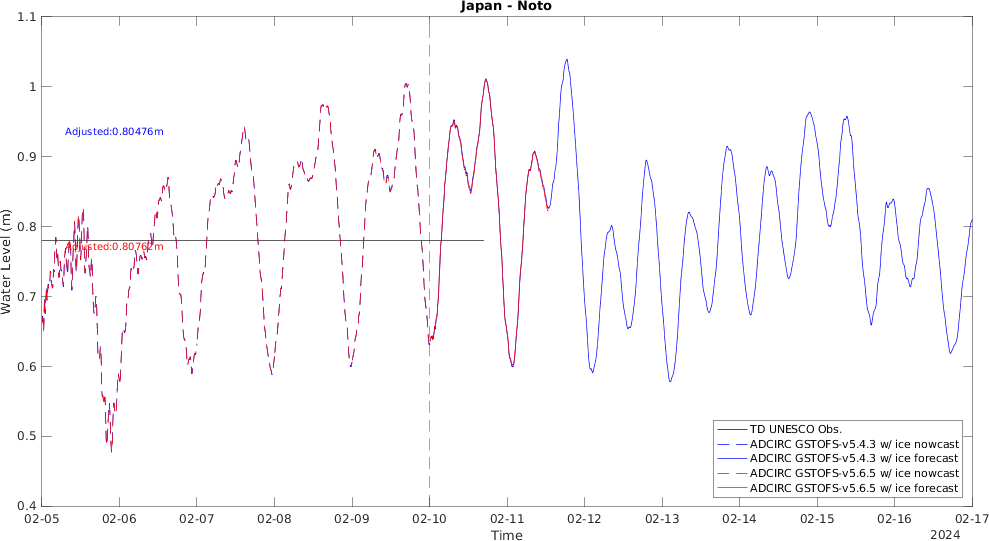 Japan - Noto
Water Level (m)
1.1
1
0.9
0.8
0.7
0.6
0.5
0.4
Adjusted:0.80476m
Adjusted:0.80762m
TD UNESCO Obs.
ADCIRC GSTOFS-v5.4.3 w/ ice nowcast
ADCIRC GSTOFS-v5.4.3 w/ ice forecast
ADCIRC GSTOFS-v5.6.5 w/ ice nowcast
ADCIRC GSTOFS-v5.6.5 w/ ice forecast
02-05 02-06 02-07 02-08 02-09 02-10 02-11 02-12 02-13 02-14 02-15 02-16 02-17
Time
2024